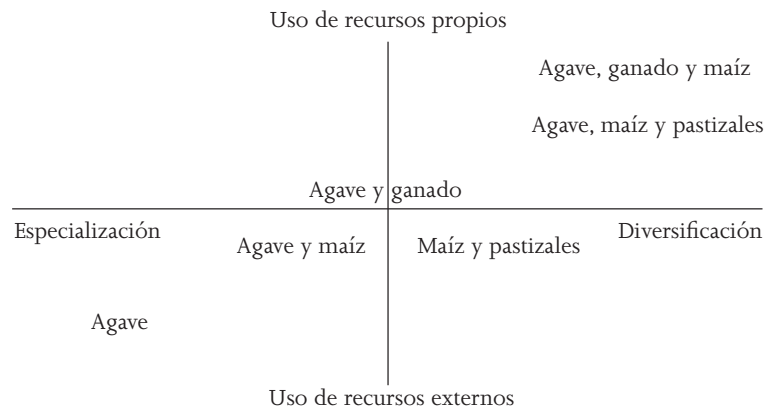 Uso de recursos propios
Agave, ganado y maíz
Agave, maíz y pastizales
Agave y ganado
Especialización
Diversificación
Agave y maíz
Maíz y pastizales
Agave
Uso de recursos externos